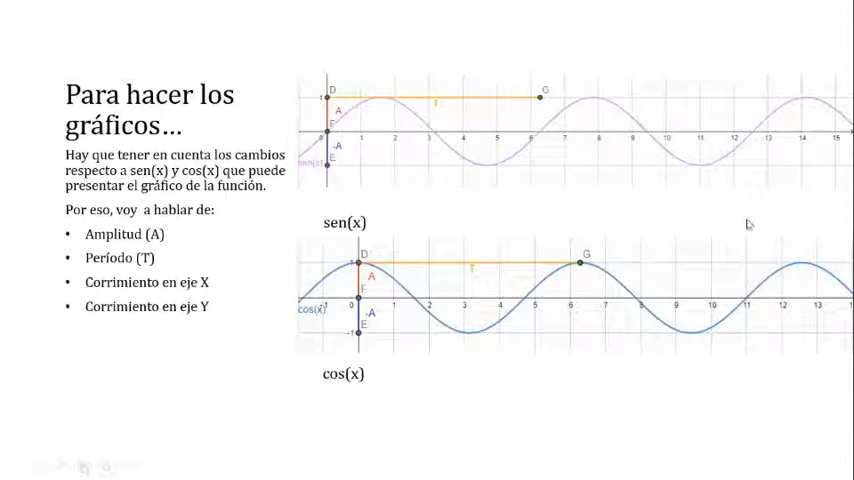 Para hacer los
gráficos...
Hay que tener en cuenta los cambios
respecto a sen(x) y cos(x) que puede
presentar el gráfico de la función.
Por eso, voy a hablar de:
• Amplitud (A)
• Período (T)
• Corrimiento en eje X
• Corrimiento en eje Y
D G
1 T
A
F
0 1 2 3 4 5 6 7 8 9 10 11 12 13 14 15
-A
sen(x) E
sen(x)
D G
1 T
A
F
-1 0 1 2 3 4 5 6 7 8 9 10 11 12 13
cos(x) -A
E
-1
cos(x)